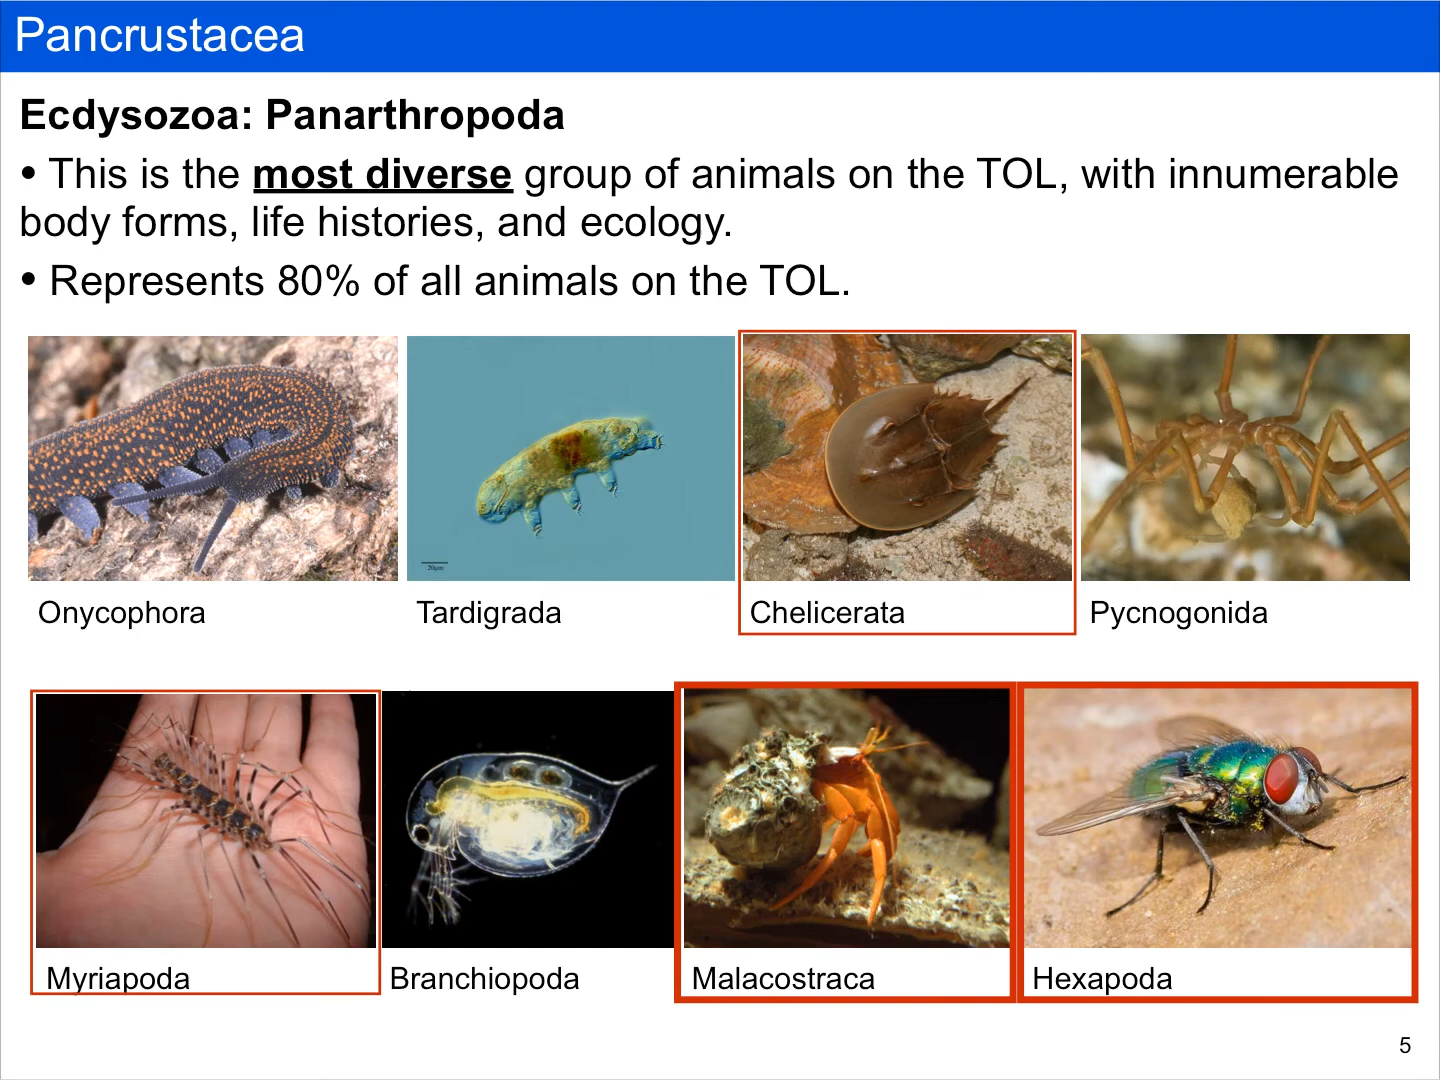 Pancrustacea
Ecdysozoa: Panarthropoda
• This is the most diverse group of animals on the TOL, with innumerable
body forms, life histories, and ecology.
• Represents 80% of all animals on the TOL.
20µm
Onycophora
Tardigrada
Chelicerata
Pycnogonida
Myriapoda
Branchiopoda
Malacostraca
Hexapoda
5